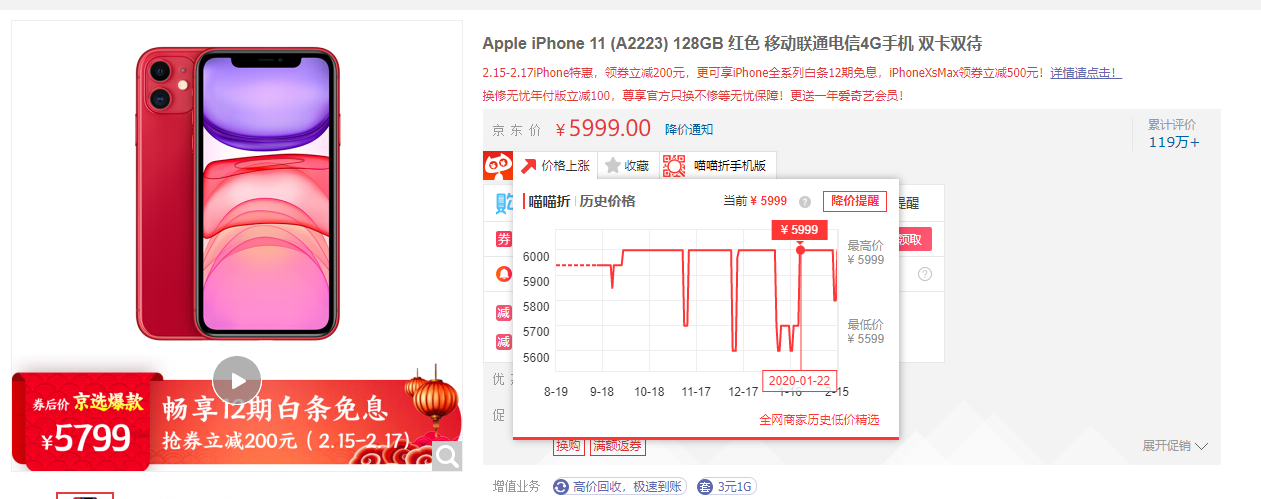 Apple iPhone 11 (A2223) 128GB 红色 移动联通电信4G手机 双卡双待
2.15-2.17iPhone特惠，领券立减200元，更可享iPhone全系列白条12期免息，iPhoneXsMax领券立减500元！详情请点击！
换修无忧年付版立减100，尊享官方只换不修等无忧保障！更送一年爱奇艺会员！
京东价 ￥5999.00 降价通知
累计评价
119万+
价格上涨 收藏 喵喵折手机版
购
喵喵折 历史价格 当前 ¥ 5999 ? 降价提醒
提醒
¥ 5999
券
领取
最高价
¥ 5999
6000
5900
5800
5700
5600
?
减
减
最低价
¥ 5599
2020-01-22
8-19 9-18 10-18 11-17 12-17 1-16 2-15
优
促
全网商家历史低价精选
换购 满额返券
展开促销
增值业务 高价回收，极速到账 套 3元1G
券后价 京选爆款
¥5799
畅享12期白条免息
抢券立减200元（2.15-2.17）